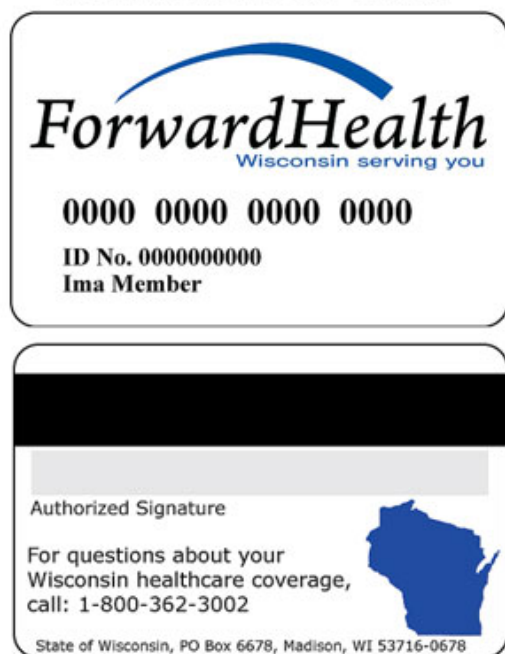 ForwardHealth
Wisconsin serving you
0000 0000 0000 0000
ID No. 0000000000
Ima Member
Authorized Signature
For questions about your
Wisconsin healthcare coverage,
call: 1-800-362-3002
State of Wisconsin, PO Box 6678, Madison, WI 53716-0678